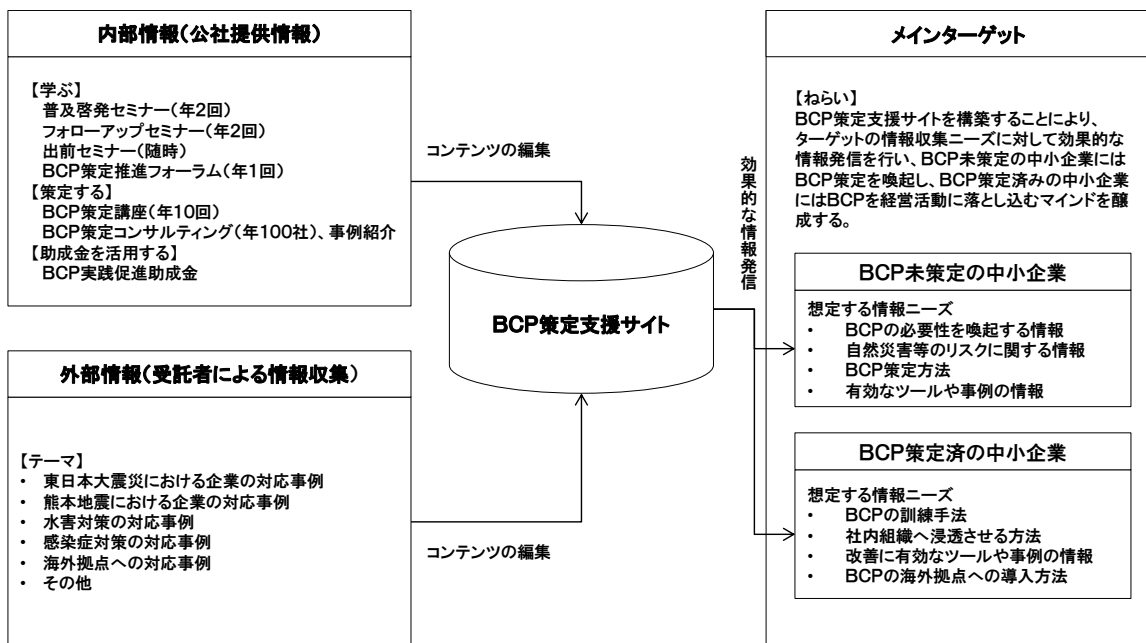 内部情報(公社提供情報)
【学ぶ】
普及啓発セミナー(年2回)
フォローアップセミナー(年2回)
出前セミナー(随時)
BCP策定推進フォーラム(年1回)
【策定する】
BCP策定講座(年10回)
BCP策定コンサルティング(年100社)、事例紹介
【助成金を活用する】
BCP実践促進助成金
外部情報(受託者による情報収集)
【テーマ】
・ 東日本大震災における企業の対応事例
・ 熊本地震における企業の対応事例
・ 水害対策の対応事例
・ 感染症対策の対応事例
・ 海外拠点への対応事例
・ その他
コンテンツの編集
BCP策定支援サイト
コンテンツの編集
効果的な情報発信
メインターゲット
【ねらい】
BCP策定支援サイトを構築することにより、
ターゲットの情報収集ニーズに対して効果的な
情報発信を行い、BCP未策定の中小企業には
BCP策定を喚起し、BCP策定済みの中小企業
にはBCPを経営活動に落とし込むマインドを醸
成する。
BCP未策定の中小企業
想定する情報ニーズ
・ BCPの必要性を喚起する情報
・ 自然災害等のリスクに関する情報
・ BCP策定方法
・ 有効なツールや事例の情報
BCP策定済の中小企業
想定する情報ニーズ
・ BCPの訓練手法
・ 社内組織へ浸透させる方法
・ 改善に有効なツールや事例の情報
・ BCPの海外拠点への導入方法